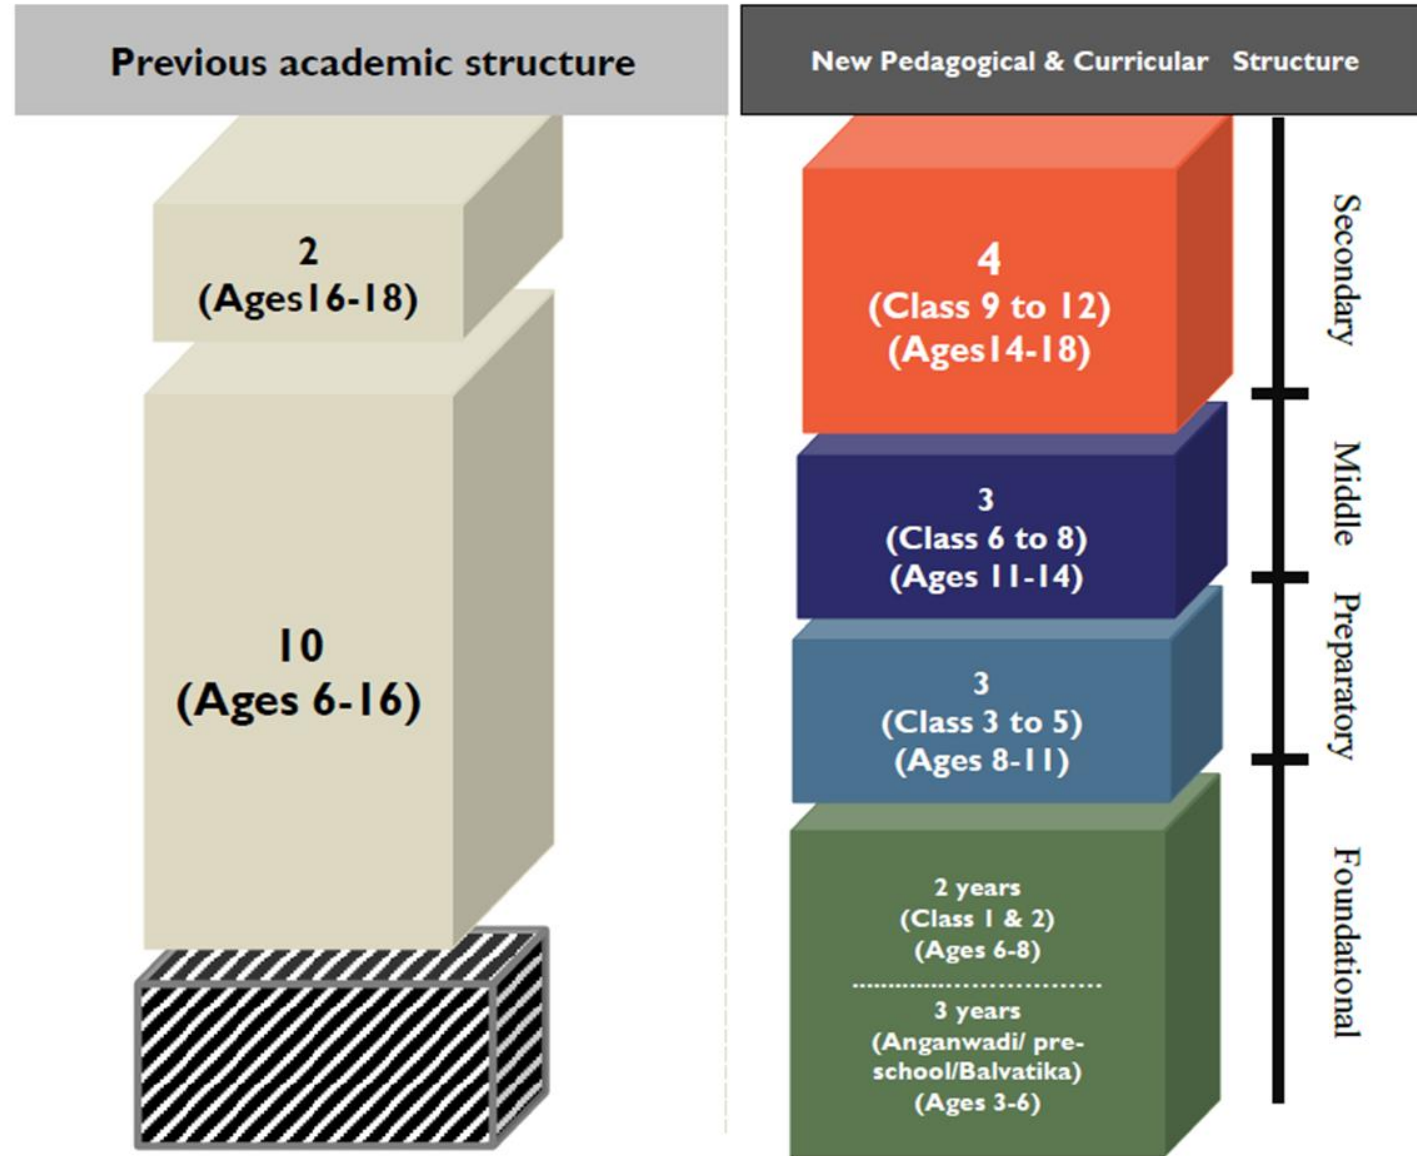 Previous academic structure
2
(Ages16-18)
10
(Ages 6-16)
New Pedagogical & Curricular Structure
4
(Class 9 to 12)
(Ages14-18)
3
(Class 6 to 8)
(Ages 11-14)
3
(Class 3 to 5)
(Ages 8-11)
2 years
(Class 1 & 2)
(Ages 6-8)
3 years
(Anganwadi/ pre-
school/Balvatika)
(Ages 3-6)
Secondary
Middle
Preparatory
Foundational